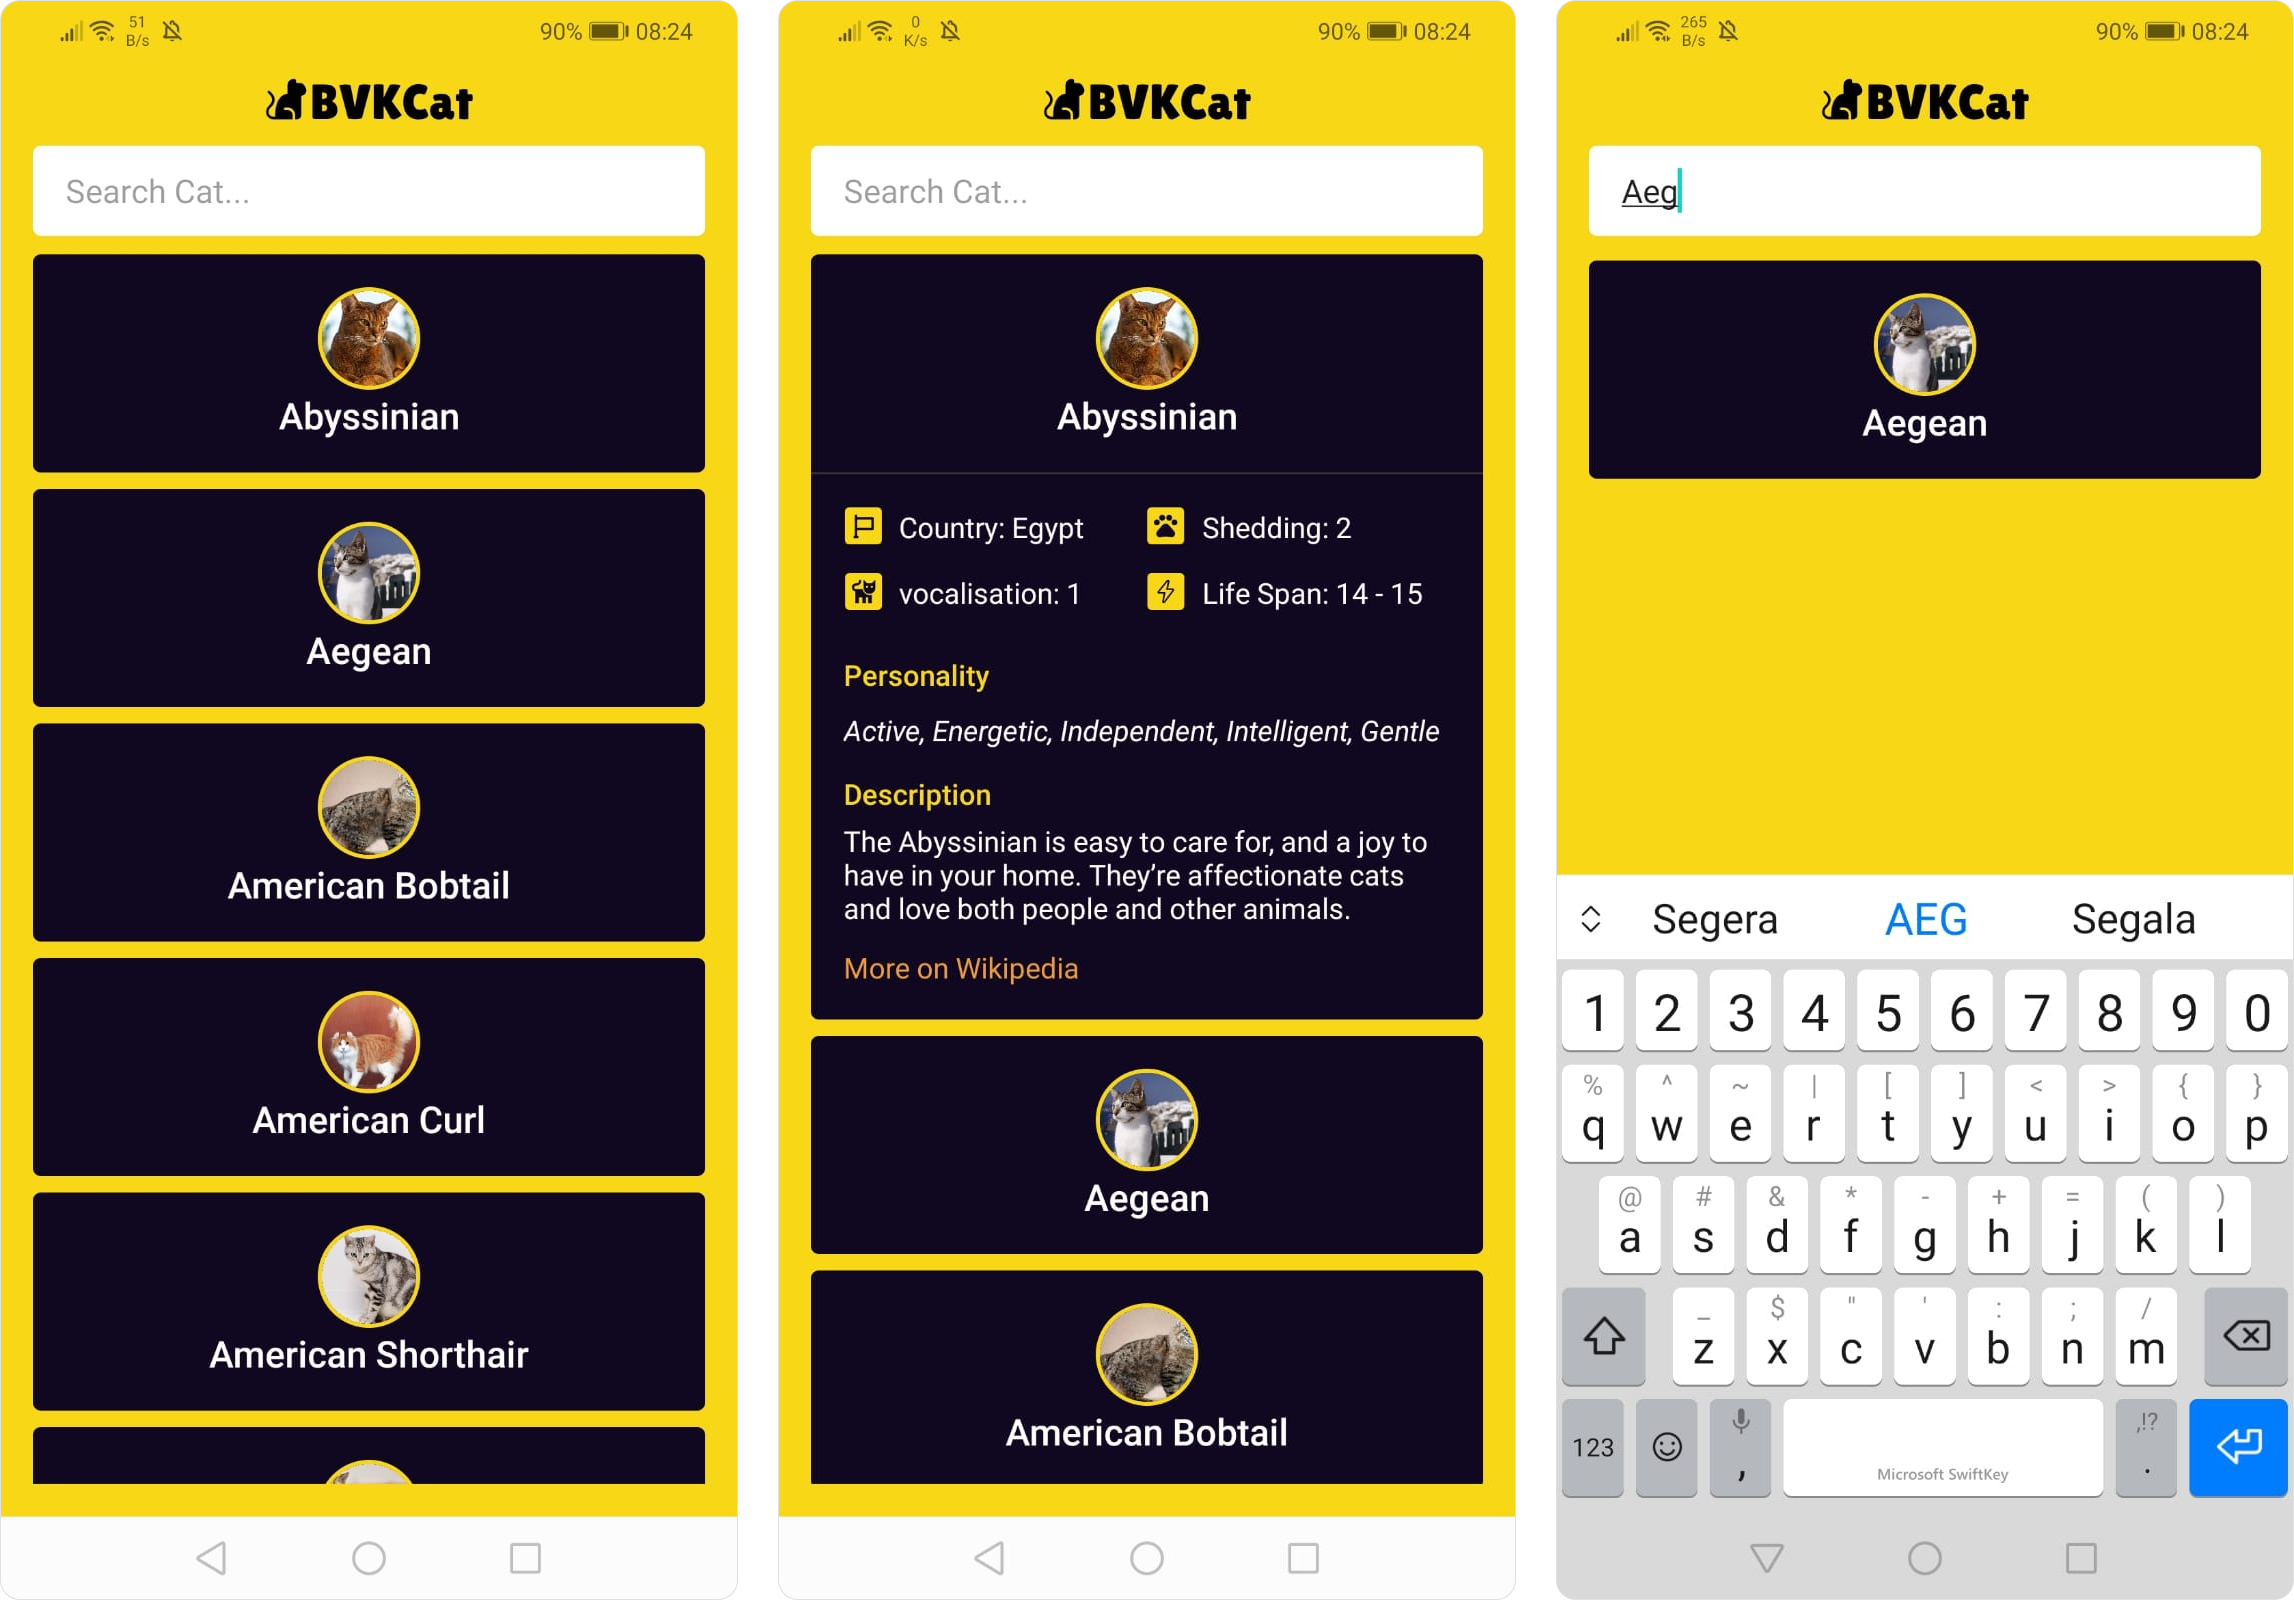 51
B/s
90%
08:24
BVKCat
Search Cat...
Abyssinian
Aegean
American Bobtail
American Curl
American Shorthair
0
K/s
90%
08:24
BVKCat
Search Cat...
Abyssinian
Country: Egypt
Shedding: 2
vocalisation: 1
Life Span: 14 - 15
Personality
Active, Energetic, Independent, Intelligent, Gentle
Description
The Abyssinian is easy to care for, and a joy to
have in your home. They’re affectionate cats
and love both people and other animals.
More on Wikipedia
Aegean
American Bobtail
265
B/s
90%
08:24
BVKCat
Aeg
Aegean
Segera AEG Segala
1 2 3 4 5 6 7 8 9 0
% ^ ~ | [ ] < > { }
q w e r t y u i o p
@ # & * - + = ( )
a s d f g h j k l
_ $ " ' : ; /
z x c v b n m
,!?
123 , .
Microsoft SwiftKey